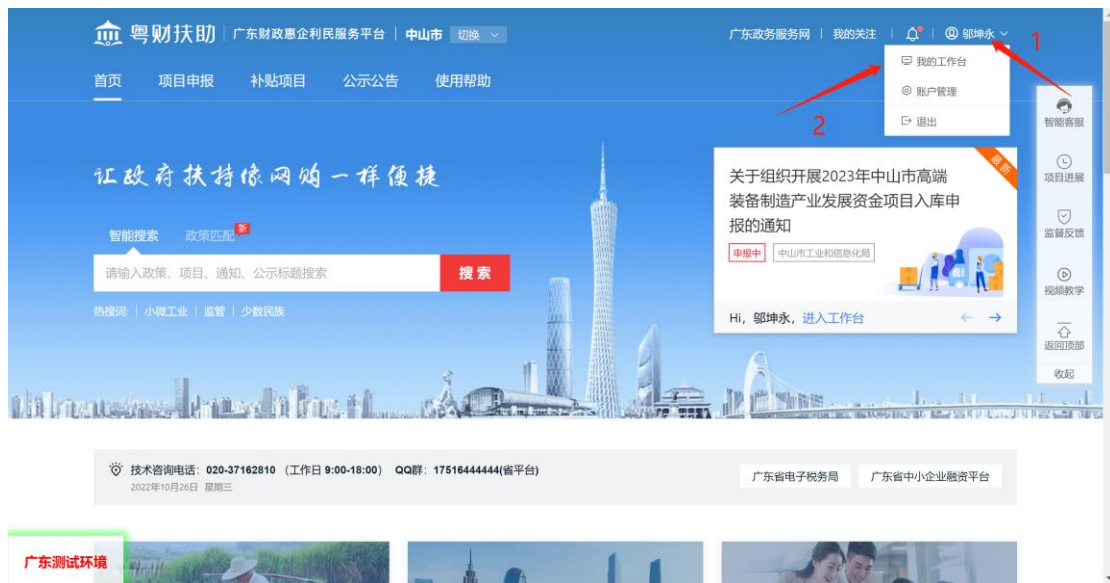 粤财扶助 广东财政惠企利民服务平台 中山市 切换 广东政务服务网 我的关注 邬坤永 1
首页 项目申报 补贴项目 公示公告 使用帮助
我的工作台
账户管理
退出
2
智能客服
项目进展
监督反馈
视频教学
返回顶部
收起
让政府扶持像网购一样便捷
智能搜索 政策匹配 新
请输入政策、项目、通知、公示标题搜索 搜索
热搜词: 小微工业 监管 少数民族
最新
关于组织开展2023年中山市高端
装备制造产业发展资金项目入库申
报的通知
申报中 中山市工业和信息化局
Hi, 邬坤永, 进入工作台
技术咨询电话: 020-37162810 (工作日 9:00-18:00) QQ群: 17516444444(省平台)
2022年10月26日 星期三
广东省电子税务局 广东省中小企业融资平台
广东测试环境